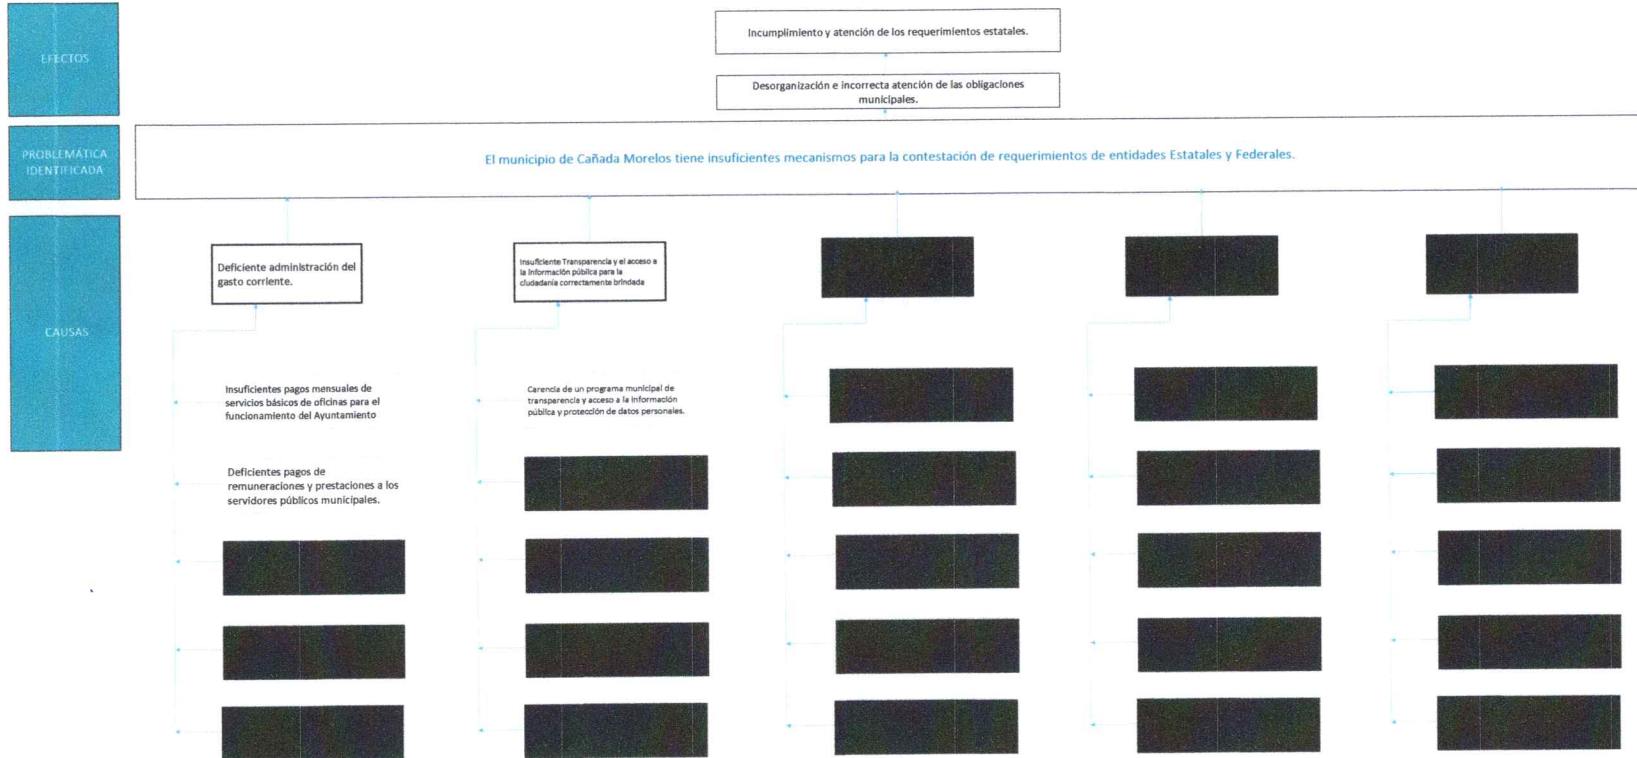 EFECTOS
Incumplimiento y atención de los requerimientos estatales.
Desorganización e incorrecta atención de las obligaciones
municipales.
PROBLEMÁTICA
IDENTIFICADA
El municipio de Cañada Morelos tiene insuficientes mecanismos para la contestación de requerimientos de entidades Estatales y Federales.
CAUSAS
Deficiente administración del
gasto corriente.
Insuficiente Transparencia y el acceso a
la información pública para la
ciudadanía correctamente brindada
Insuficientes pagos mensuales de
servicios básicos de oficinas para el
funcionamiento del Ayuntamiento
Carencia de un programa municipal de
transparencia y acceso a la información
pública y protección de datos personales.
Deficientes pagos de
remuneraciones y prestaciones a los
servidores públicos municipales.